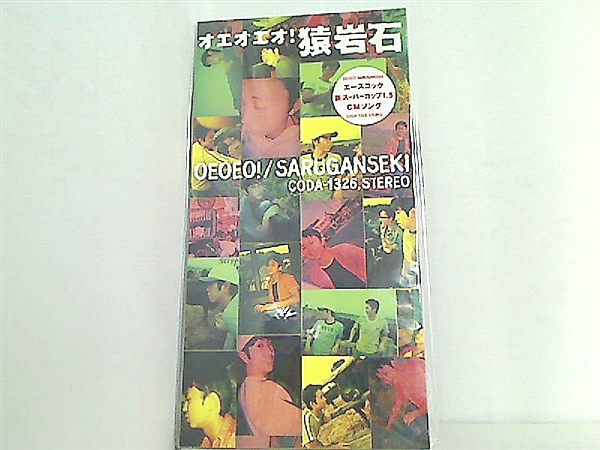 オエオエオ!猿岩石
エースコック
スーパーカップ1.5
CMソング
OEOEO!/SARUGANSEKI
CODA-1326,STEREO